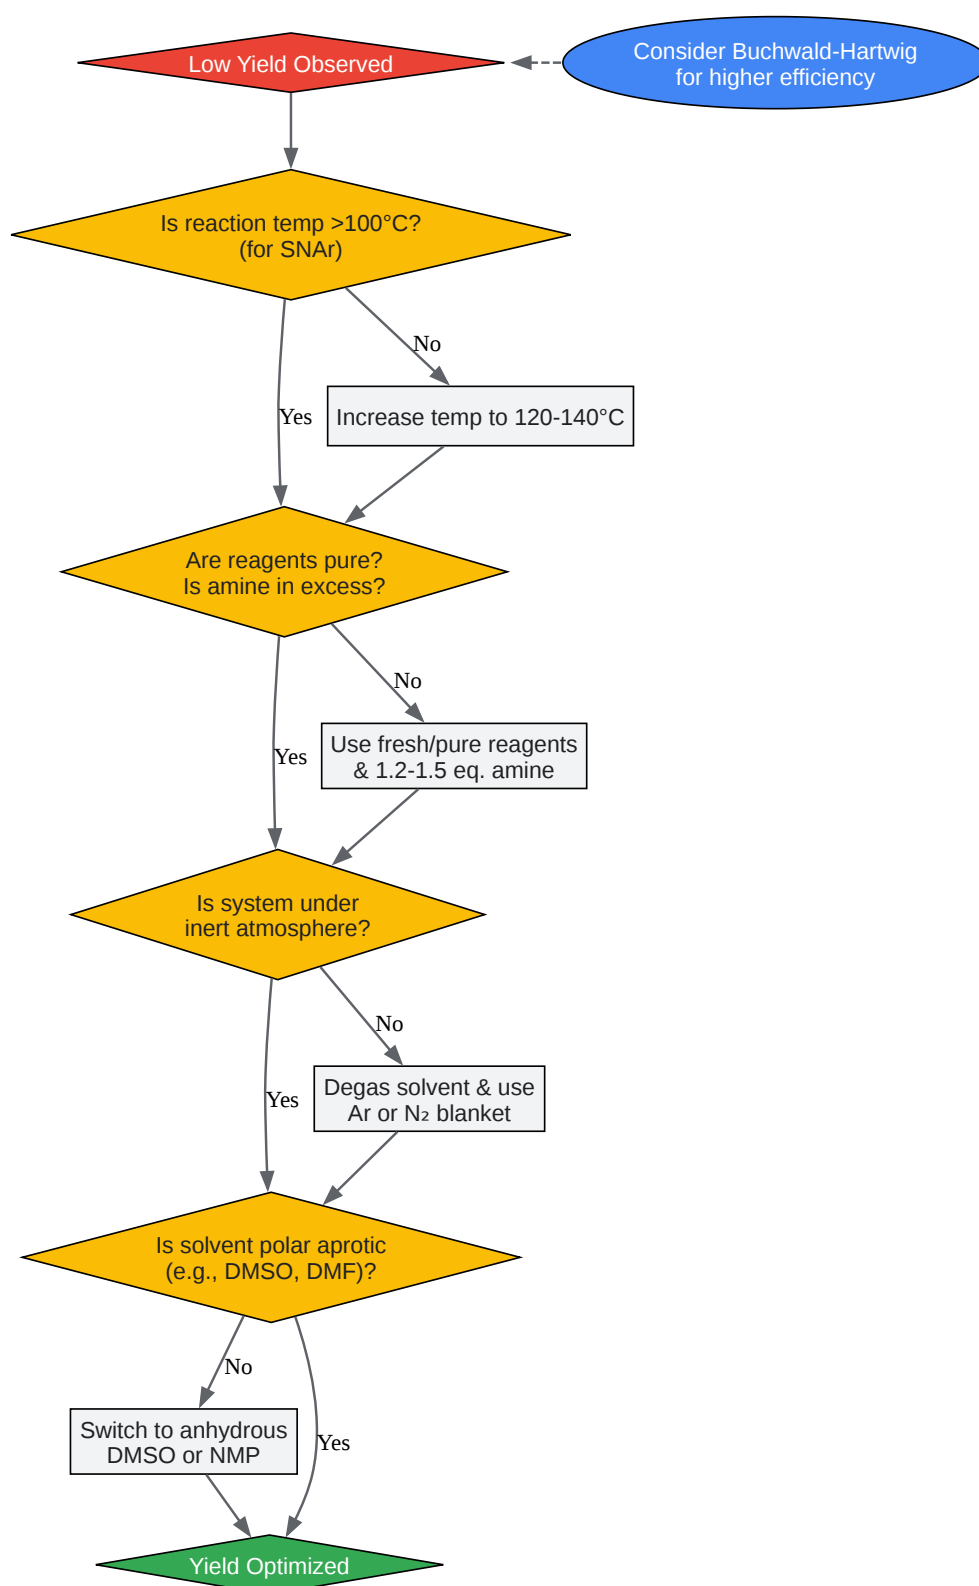 Low Yield Observed
Consider Buchwald-Hartwig
for higher efficiency
Is reaction temp >100°C?
(for SNAr)
No
Yes
Increase temp to 120-140°C
Are reagents pure?
Is amine in excess?
No
Yes
Use fresh/pure reagents
& 1.2-1.5 eq. amine
Is system under
inert atmosphere?
No
Yes
Degas solvent & use
Ar or N₂ blanket
Is solvent polar aprotic
(e.g., DMSO, DMF)?
No
Yes
Switch to anhydrous
DMSO or NMP
Yield Optimized